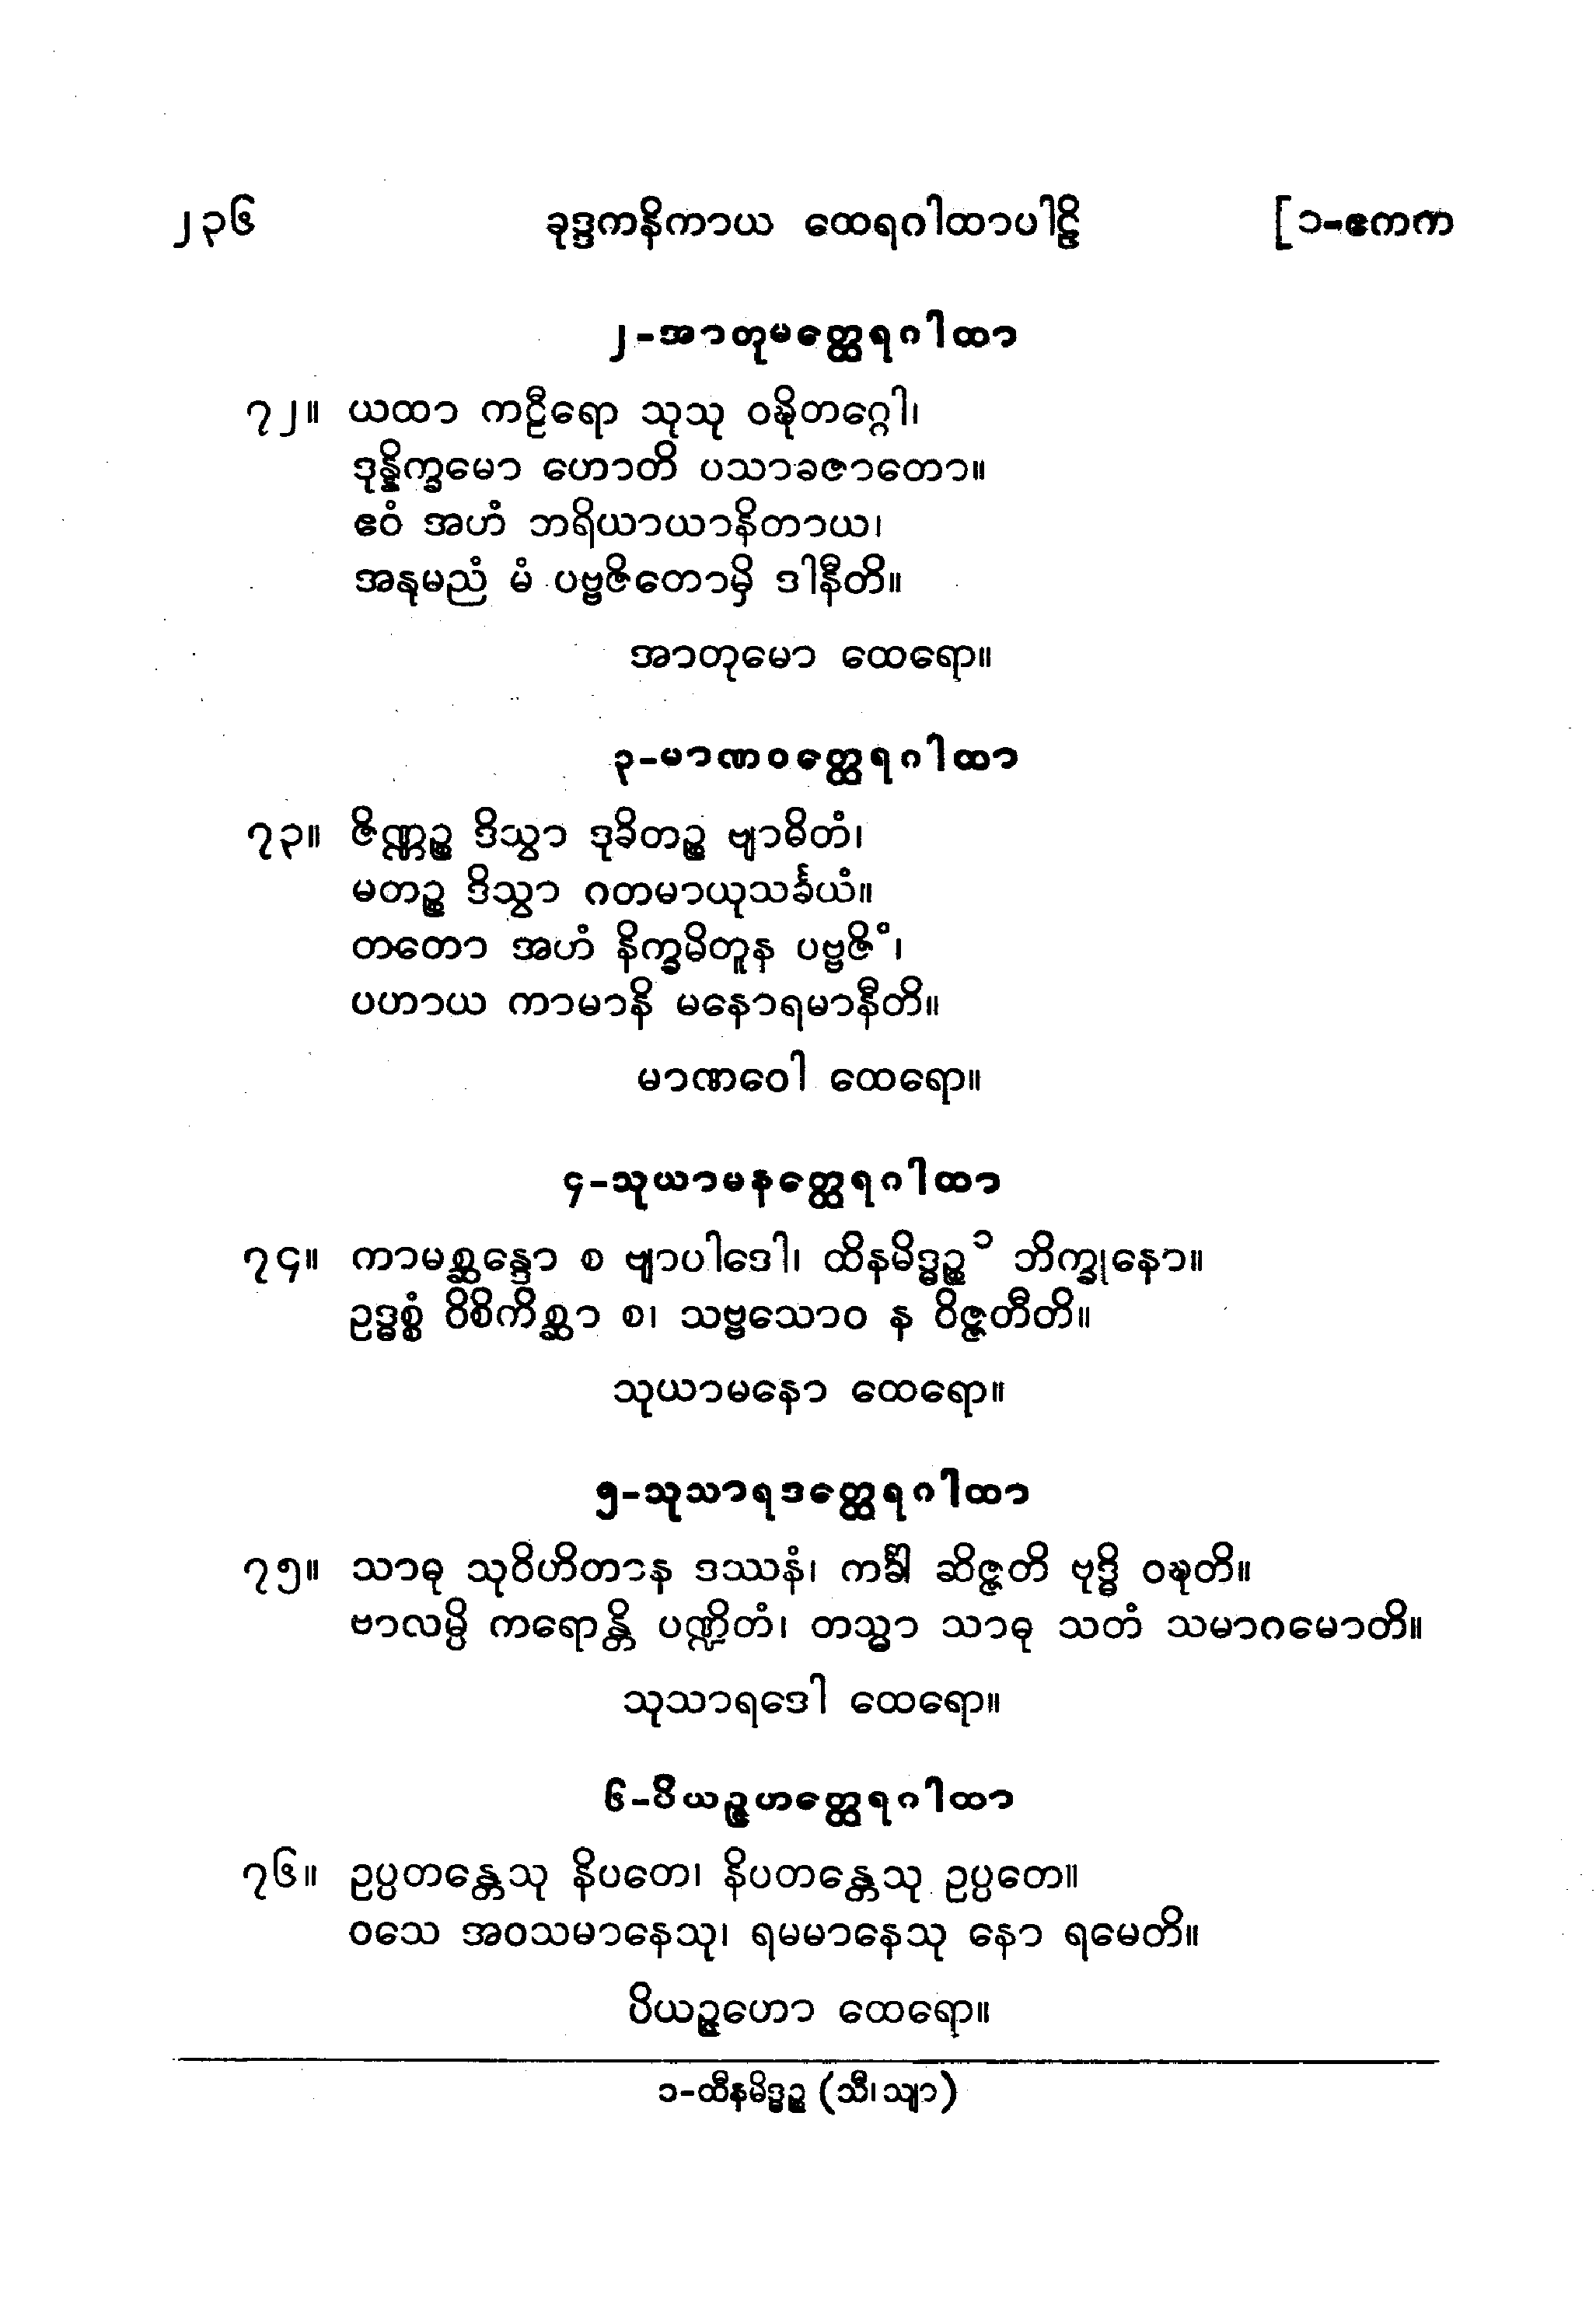 ၂၃၆ ခုဒ္ဒကနိကာယ ထေရဂါထာပါဠိ [၁-ဧကက
၂-အာတုမတ္ထေရဂါထာ
၇၂။ ယထာ ကဠီရော သုသု ဝဍ္ဎိတဂ္ဂေါ၊
ဒုန္နိက္ခမော ဟောတိ ပသာခဇာတော။
ဧဝံ အဟံ ဘရိယာယာနိတာယ၊
အနုမညံ မံ ပဗ္ဗဇိတောမှိ ဒါနီတိ။
အာတုမော ထေရော။
၃-မာဏဝတ္ထေရဂါထာ
၇၃။ ဇိဏ္ဏဉ္စ ဒိသွာ ဒုခိတဉ္စ ဗျာဓိတံ၊
မတဉ္စ ဒိသွာ ဂတမာယုသင်္ခယံ။
တတော အဟံ နိက္ခမိတူန ပဗ္ဗဇိံ၊
ပဟာယ ကာမာနိ မနောရမာနီတိ။
မာဏဝေါ ထေရော။
၄-သုယာမနတ္ထေရဂါထာ
၇၄။ ကာမစ္ဆန္ဒော စ ဗျာပါဒေါ၊ ထိနမိဒ္ဓဉ္စ ၁ ဘိက္ခုနော။
ဥဒ္ဓစ္စံ ဝိစိကိစ္ဆာ စ၊ သဗ္ဗသောဝ န ဝိဇ္ဇတီတိ။
သုယာမနော ထေရော။
၅-သုသာရဒတ္ထေရဂါထာ
၇၅။ သာဓု သုဝိဟိတာန ဒဿနံ၊ ကင်္ခါ ဆိဇ္ဇတိ ဗုဒ္ဓိ ဝဍ္ဎတိ။
ဗာလမ္ပိ ကရောန္တိ ပဏ္ဍိတံ၊ တသ္မာ သာဓု သတံ သမာဂမောတိ။
သုသာရဒေါ ထေရော။
၆-ပိယဉ္ဇဟတ္ထေရဂါထာ
၇၆။ ဥပ္ပတန္တေသု နိပတေ၊ နိပတန္တေသု ဥပ္ပတေ။
ဝသေ အဝသမာနေသု၊ ရမမာနေသု နော ရမေတိ။
ပိယဉ္ဇဟော ထေရော။
၁-ထီနမိဒ္ဓဉ္စ (သီ၊ သျာ)